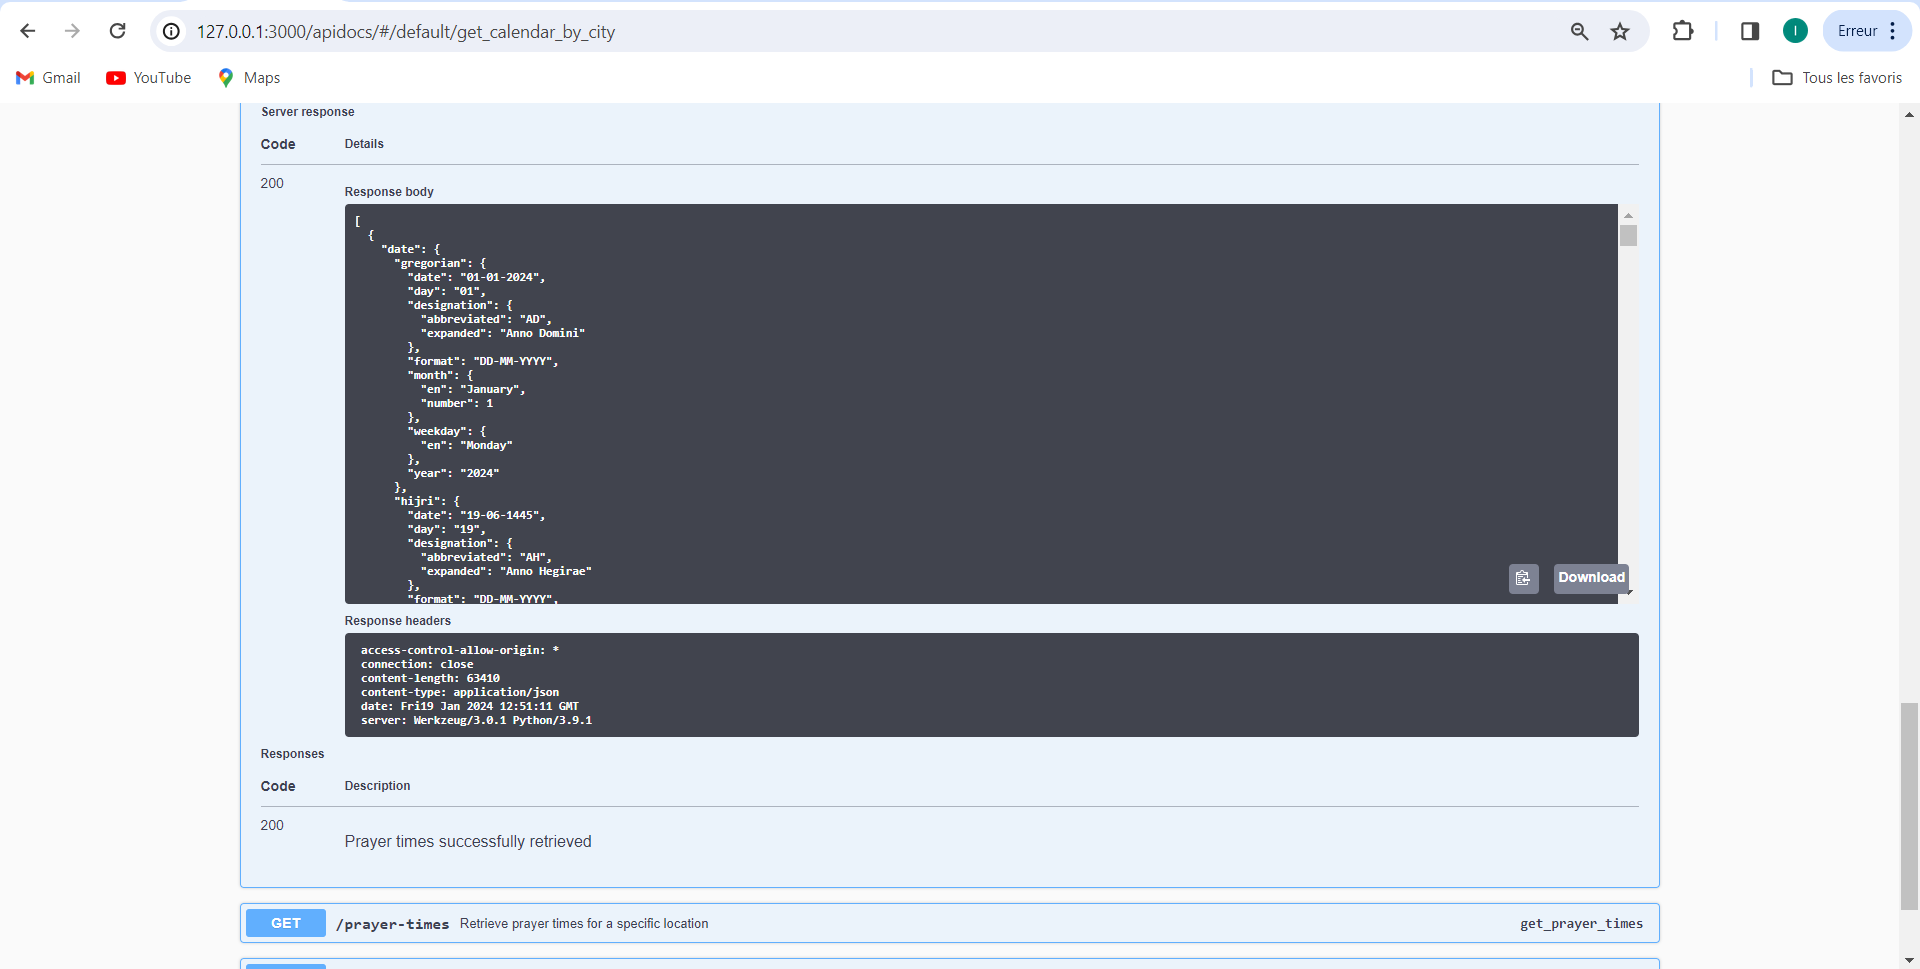 127.0.0.1:3000/apidocs/#/default/get_calendar_by_city
I
Erreur
Gmail
YouTube
Maps
Tous les favoris
Server response
Code Details
200
Response body
[
{
"date": {
"gregorian": {
"date": "01-01-2024",
"day": "01",
"designation": {
"abbreviated": "AD",
"expanded": "Anno Domini"
},
"format": "DD-MM-YYYY",
"month": {
"en": "January",
"number": 1
},
"weekday": {
"en": "Monday"
},
"year": "2024"
},
"hijri": {
"date": "19-06-1445",
"day": "19",
"designation": {
"abbreviated": "AH",
"expanded": "Anno Hegirae"
},
"format": "DD-MM-YYYY",
Download
Response headers
access-control-allow-origin: *
connection: close
content-length: 63410
content-type: application/json
date: Fri19 Jan 2024 12:51:11 GMT
server: Werkzeug/3.0.1 Python/3.9.1
Responses
Code Description
200
Prayer times successfully retrieved
GET /prayer-times Retrieve prayer times for a specific location get_prayer_times